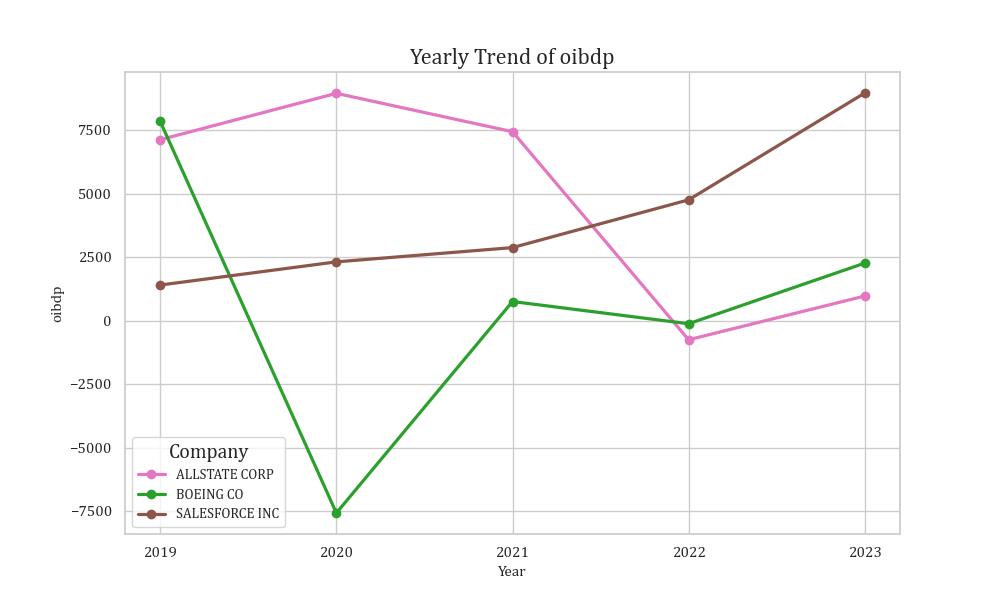 Yearly Trend of oibdp
oibdp
7500
5000
2500
0
−2500
−5000
−7500
Company
ALLSTATE CORP
BOEING CO
SALESFORCE INC
2019 2020 2021 2022 2023
Year